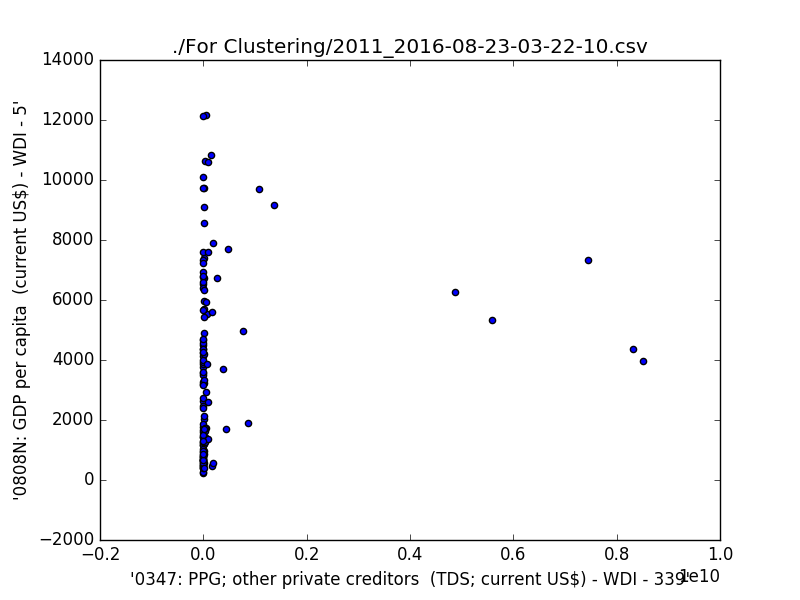 ./For Clustering/2011_2016-08-23-03-22-10.csv
14000
12000
10000
8000
6000
4000
2000
0
−2000
'0808N: GDP per capita  (current US$) - WDI - 5'
−0.2 0.0 0.2 0.4 0.6 0.8 1.0
1e10
'0347: PPG; other private creditors  (TDS; current US$) - WDI - 339'